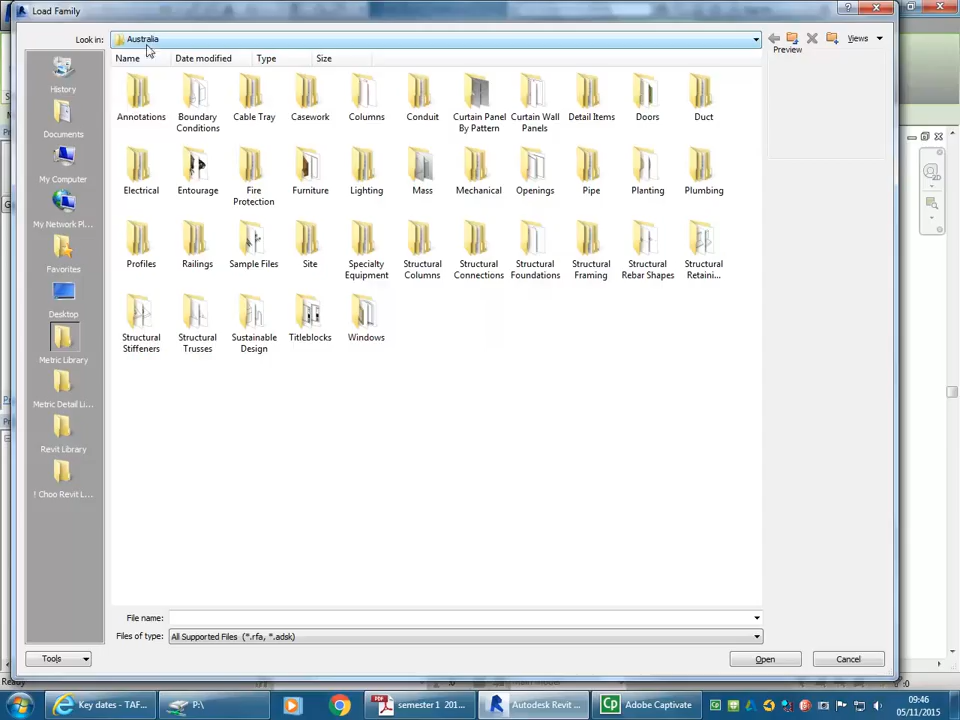 Load Family
Look in: Australia
Views
Preview
Name Date modified Type Size
History
Documents
My Computer
My Network Pl...
Favorites
Desktop
Metric Library
Metric Detail Li...
Revit Library
! Choo Revit L...
Annotations
Boundary Conditions
Cable Tray
Casework
Columns
Conduit
Curtain Panel By Pattern
Curtain Wall Panels
Detail Items
Doors
Duct
Electrical
Entourage
Fire Protection
Furniture
Lighting
Mass
Mechanical
Openings
Pipe
Planting
Plumbing
Profiles
Railings
Sample Files
Site
Specialty Equipment
Structural Columns
Structural Connections
Structural Foundations
Structural Framing
Structural Rebar Shapes
Structural Retaini...
Structural Stiffeners
Structural Trusses
Sustainable Design
Titleblocks
Windows
File name:
Files of type: All Supported Files (*.rfa, *.adsk)
Tools
Open
Cancel
Ready
Key dates - TAF...
P:\
semester 1 201...
Autodesk Revit ...
Adobe Captivate
09:46
05/11/2015